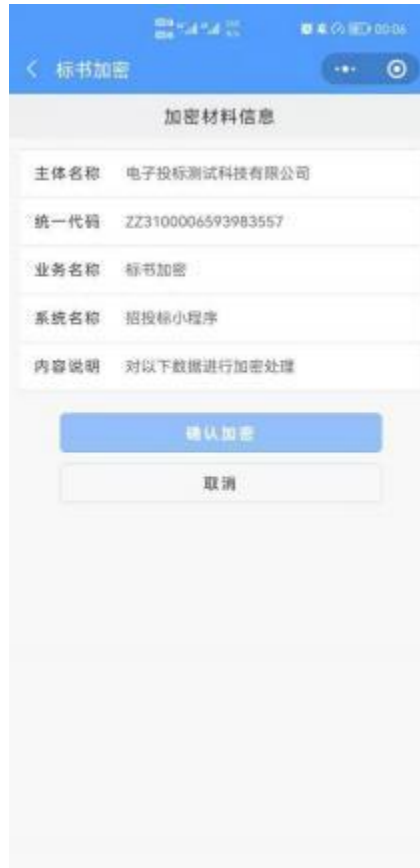 00:06
标书加密
加密材料信息
主体名称 电子投标测试科技有限公司
统一代码 ZZ3100006593983557
业务名称 标书加密
系统名称 招投标小程序
内容说明 对以下数据进行加密处理
确认加密
取消